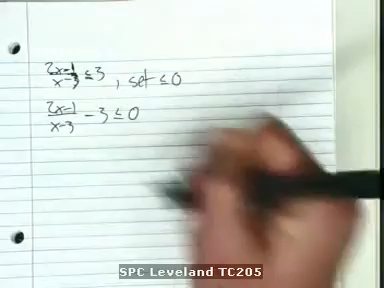 (2x-1)/(x-3) ≤ 3 , set ≤ 0
(2x-1)/(x-3) - 3 ≤ 0
SPC Leveland TC205